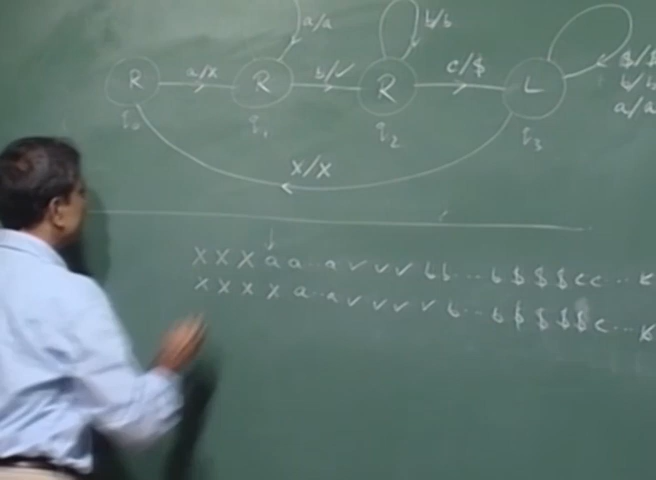 a/a b/b
R a/x R b/✓ R c/$ L $/$
b/b
q₀ q₁ q₂ q₃ a/a
X/X
X X X a a .. a ✓ ✓ ✓ b b ... b $ $ $ c c ...
X X X X a .. a ✓ ✓ ✓ ✓ b ... b $ $ $ $ c ...